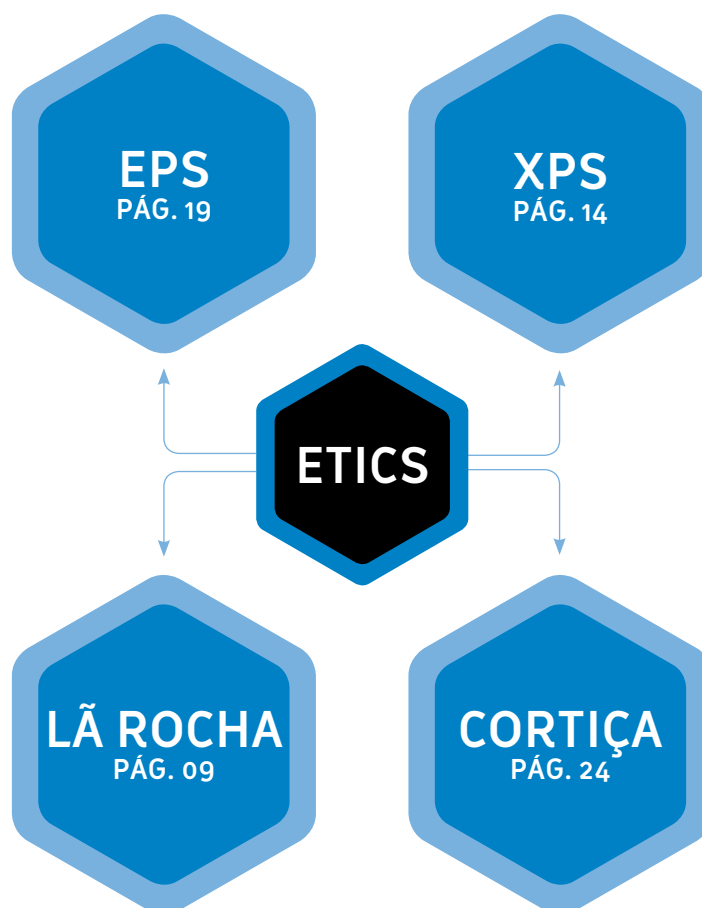 EPS
PÁG. 19
XPS
PÁG. 14
ETICS
LÃ ROCHA
PÁG. 09
CORTIÇA
PÁG. 24